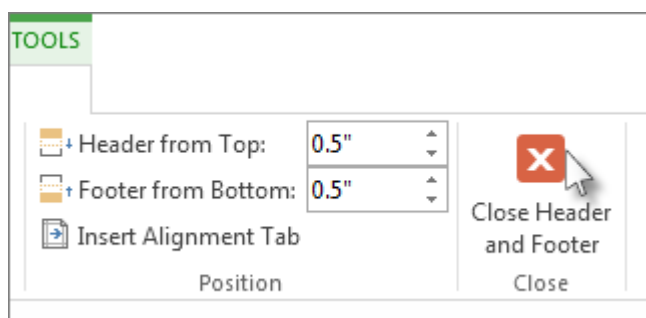 TOOLS
Header from Top: 0.5"
Footer from Bottom: 0.5"
Insert Alignment Tab
Position
Close Header
and Footer
Close